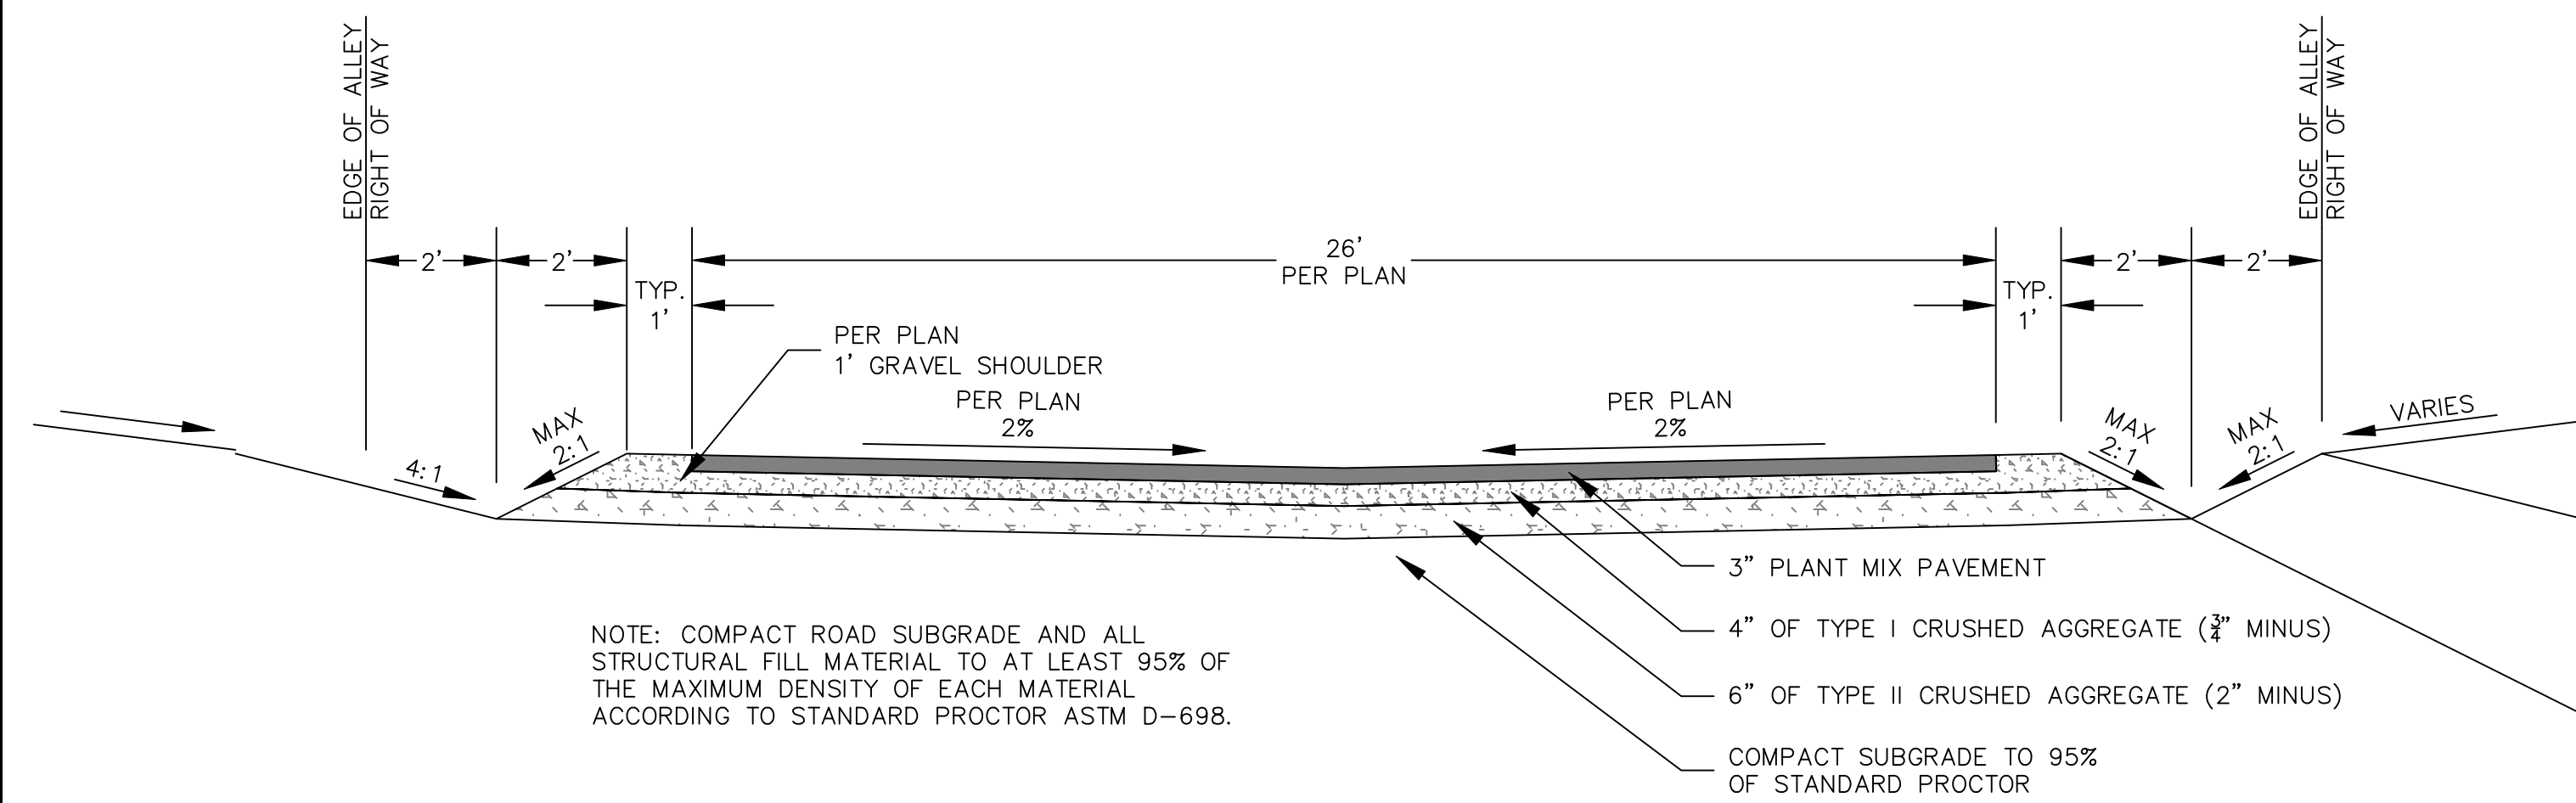 EDGE OF ALLEY
RIGHT OF WAY
EDGE OF ALLEY
RIGHT OF WAY
2'
2'
26'
PER PLAN
2'
2'
TYP.
1'
TYP.
1'
PER PLAN
1' GRAVEL SHOULDER
PER PLAN
2%
PER PLAN
2%
4:1
MAX
2:1
MAX
2:1
MAX
2:1
VARIES
3" PLANT MIX PAVEMENT
4" OF TYPE I CRUSHED AGGREGATE (3/4" MINUS)
6" OF TYPE II CRUSHED AGGREGATE (2" MINUS)
COMPACT SUBGRADE TO 95%
OF STANDARD PROCTOR
NOTE: COMPACT ROAD SUBGRADE AND ALL
STRUCTURAL FILL MATERIAL TO AT LEAST 95% OF
THE MAXIMUM DENSITY OF EACH MATERIAL
ACCORDING TO STANDARD PROCTOR ASTM D-698.